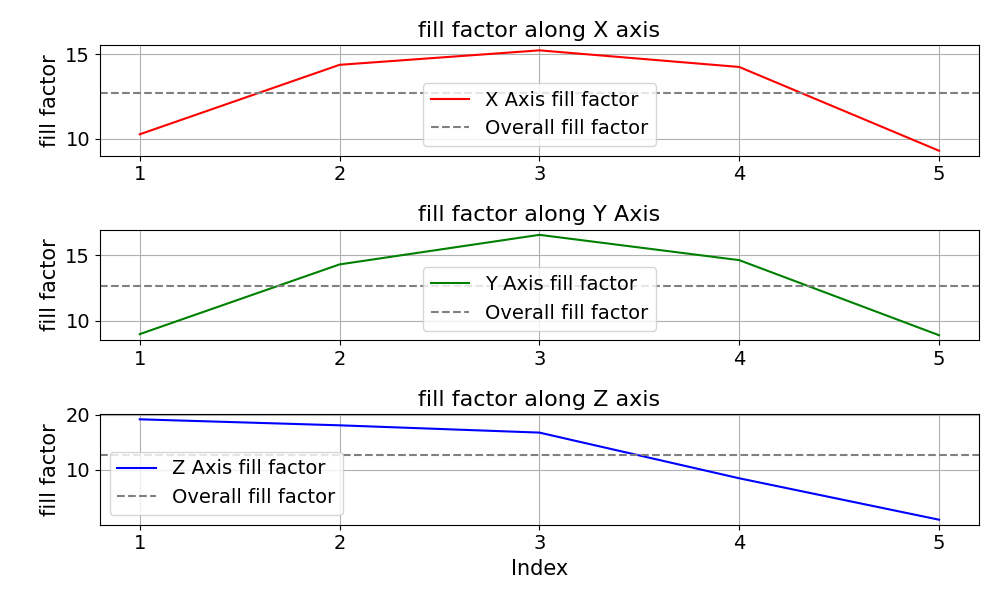 fill factor along X axis
fill factor
15
10
X Axis fill factor
Overall fill factor
1 2 3 4 5
fill factor along Y Axis
fill factor
15
10
Y Axis fill factor
Overall fill factor
1 2 3 4 5
fill factor along Z axis
fill factor
20
10
Z Axis fill factor
Overall fill factor
1 2 3 4 5
Index